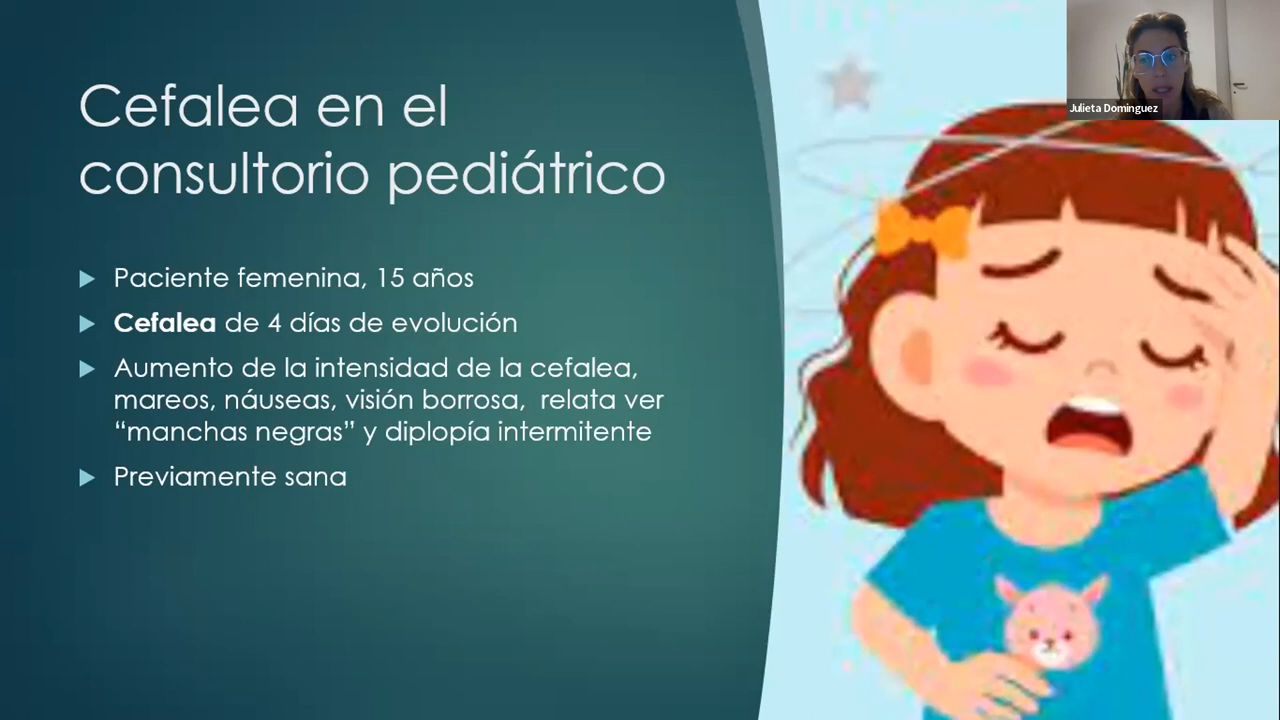 Cefalea en el
consultorio pediátrico
Paciente femenina, 15 años
Cefalea de 4 días de evolución
Aumento de la intensidad de la cefalea,
mareos, náuseas, visión borrosa,  relata ver
“manchas negras” y diplopía intermitente
Previamente sana
Julieta Dominguez